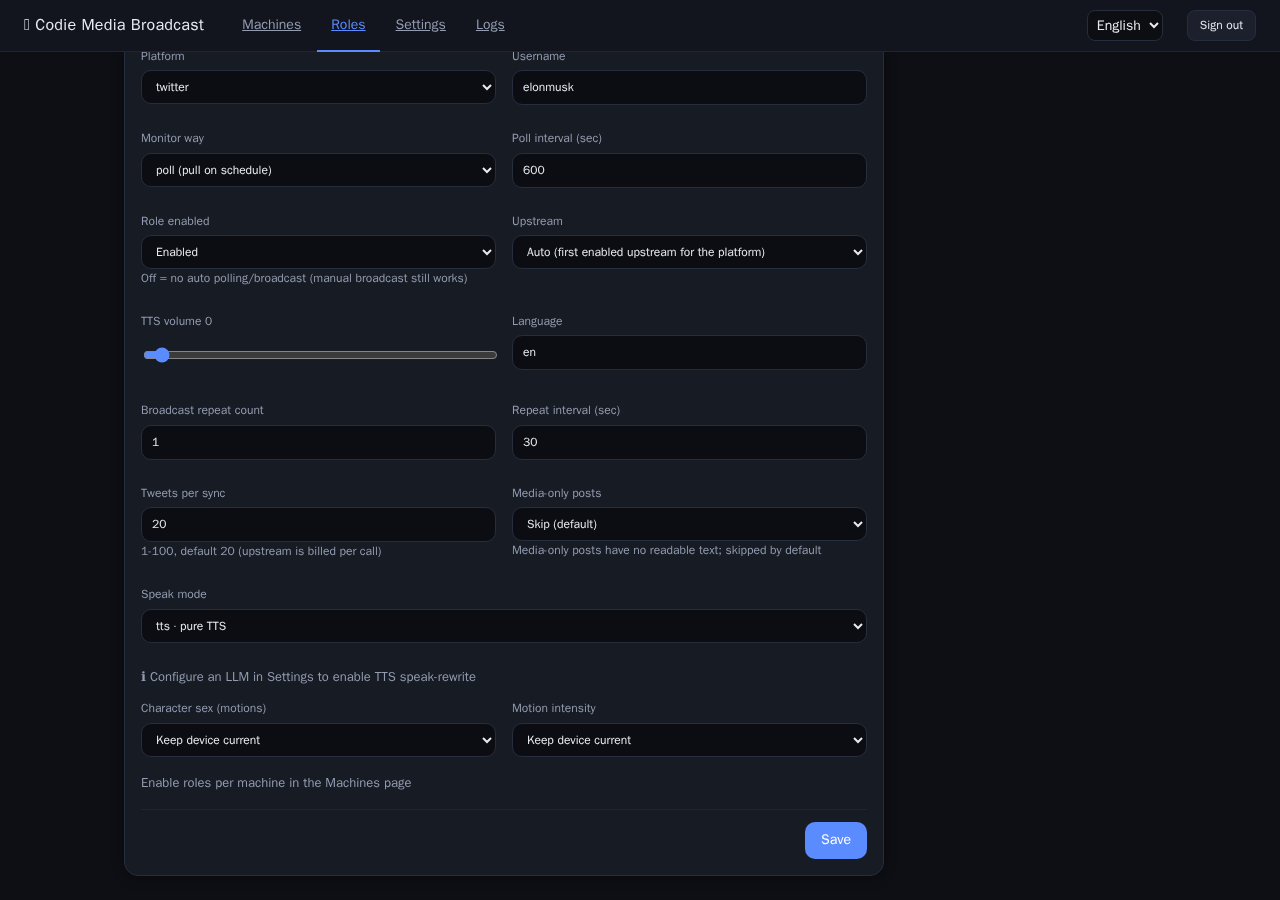 Codie Media Broadcast Machines Roles Settings Logs English Sign out
Platform Username
twitter elonmusk
Monitor way Poll interval (sec)
poll (pull on schedule) 600
Role enabled Upstream
Enabled Auto (first enabled upstream for the platform)
Off = no auto polling/broadcast (manual broadcast still works)
TTS volume 0 Language
en
Broadcast repeat count Repeat interval (sec)
1 30
Tweets per sync Media-only posts
20 Skip (default)
1-100, default 20 (upstream is billed per call) Media-only posts have no readable text; skipped by default
Speak mode
tts · pure TTS
ℹ Configure an LLM in Settings to enable TTS speak-rewrite
Character sex (motions) Motion intensity
Keep device current Keep device current
Enable roles per machine in the Machines page
Save